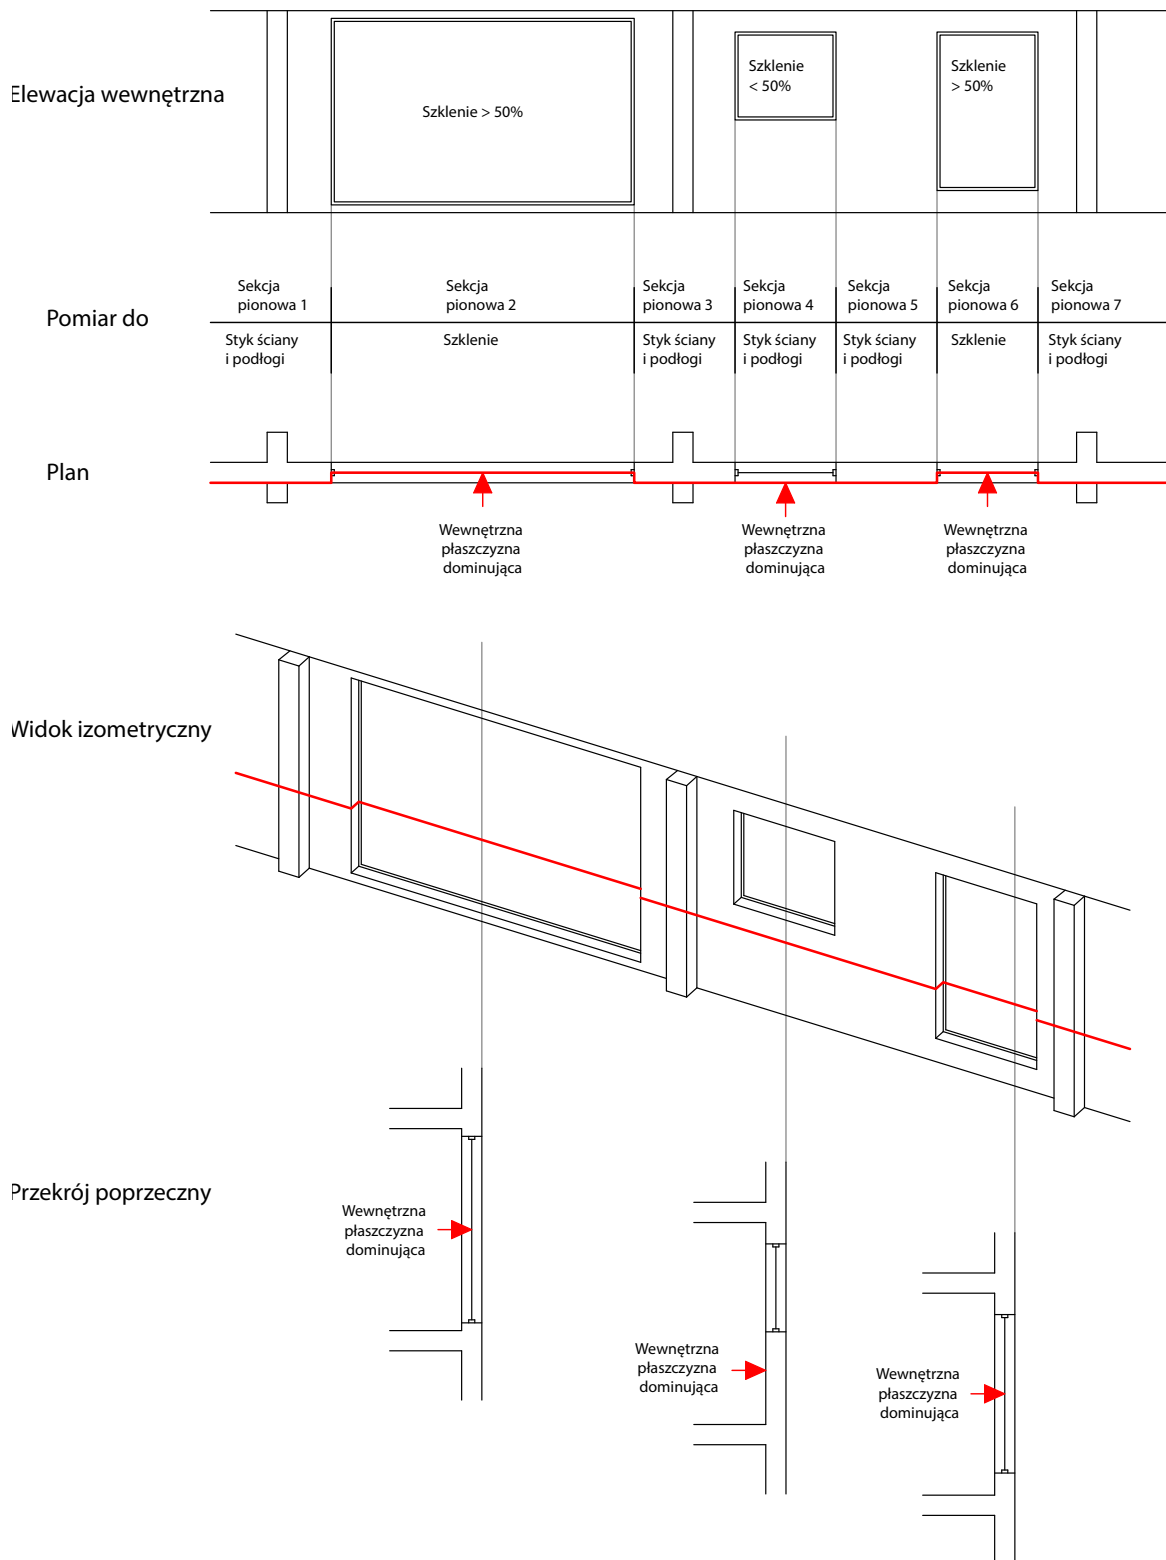 Elewacja wewnętrzna
Szklenie > 50%
Szklenie
< 50%
Szklenie
> 50%
Pomiar do
Sekcja
pionowa 1
Sekcja
pionowa 2
Sekcja
pionowa 3
Sekcja
pionowa 4
Sekcja
pionowa 5
Sekcja
pionowa 6
Sekcja
pionowa 7
Styk ściany
i podłogi
Szklenie
Styk ściany
i podłogi
Styk ściany
i podłogi
Styk ściany
i podłogi
Szklenie
Styk ściany
i podłogi
Plan
Wewnętrzna
płaszczyzna
dominująca
Wewnętrzna
płaszczyzna
dominująca
Wewnętrzna
płaszczyzna
dominująca
Widok izometryczny
Przekrój poprzeczny
Wewnętrzna
płaszczyzna
dominująca
Wewnętrzna
płaszczyzna
dominująca
Wewnętrzna
płaszczyzna
dominująca